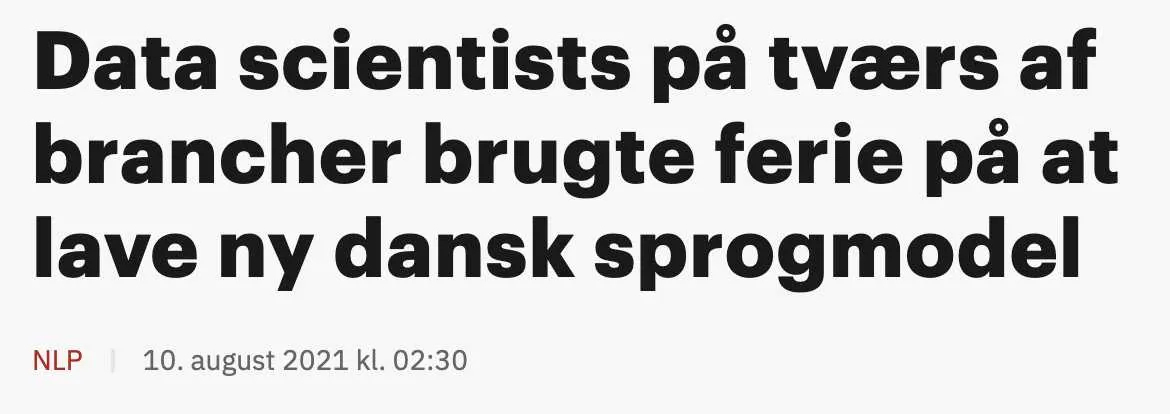 Data scientists på tværs af
brancher brugte ferie på at
lave ny dansk sprogmodel
NLP | 10. august 2021 kl. 02:30